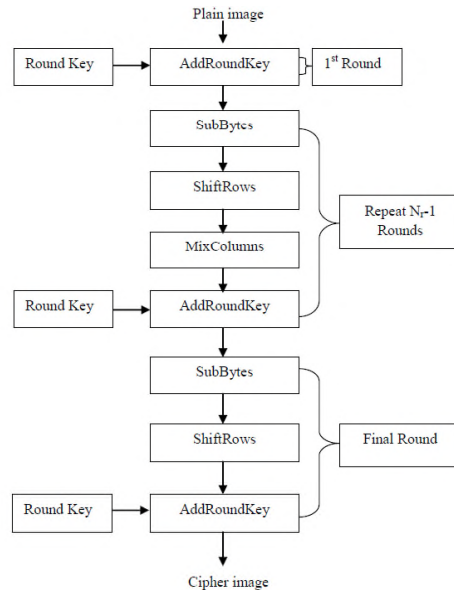 Plain image
Round Key
AddRoundKey
1st Round
SubBytes
ShiftRows
Repeat Nr-1
Rounds
MixColumns
Round Key
AddRoundKey
SubBytes
ShiftRows
Final Round
Round Key
AddRoundKey
Cipher image